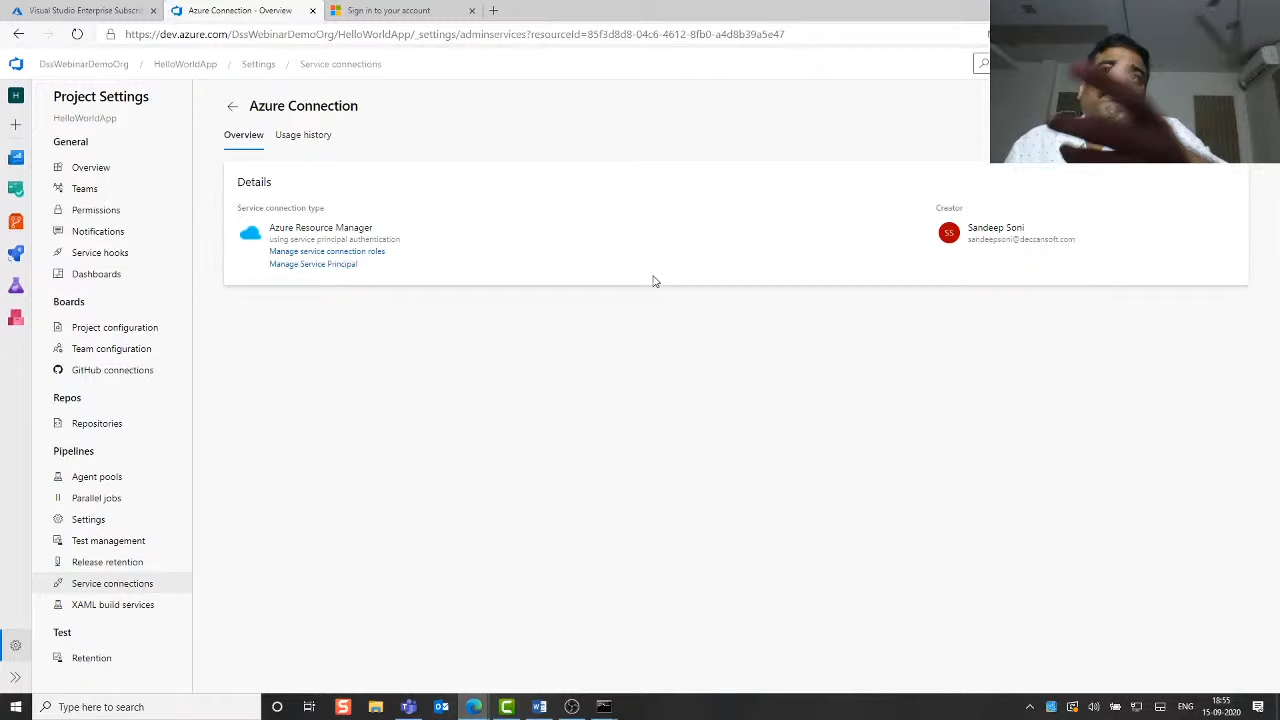 Visual Studio Enterprise Subscri
Azure Connection - Overview
Sign in to your account
https://dev.azure.com/DssWebinarDemoOrg/HelloWorldApp/_settings/adminservices?resourceId=85f3d8d8-04c6-4612-8fb0-a4d8b39a5e47
DssWebinarDemoOrg / HelloWorldApp / Settings / Service connections
H
Project Settings
HelloWorldApp
General
Overview
Teams
Permissions
Notifications
Service hooks
Dashboards
Boards
Project configuration
Team configuration
GitHub connections
Repos
Repositories
Pipelines
Agent pools
Parallel jobs
Settings
Test management
Release retention
Service connections
XAML build services
Test
Retention
Azure Connection
Overview
Usage history
Details
Service connection type
Azure Resource Manager
using service principal authentication
Manage service connection roles
Manage Service Principal
Creator
SS
Sandeep Soni
sandeepsoni@deccansoft.com
Type here to search
ENG
18:55
15-09-2020